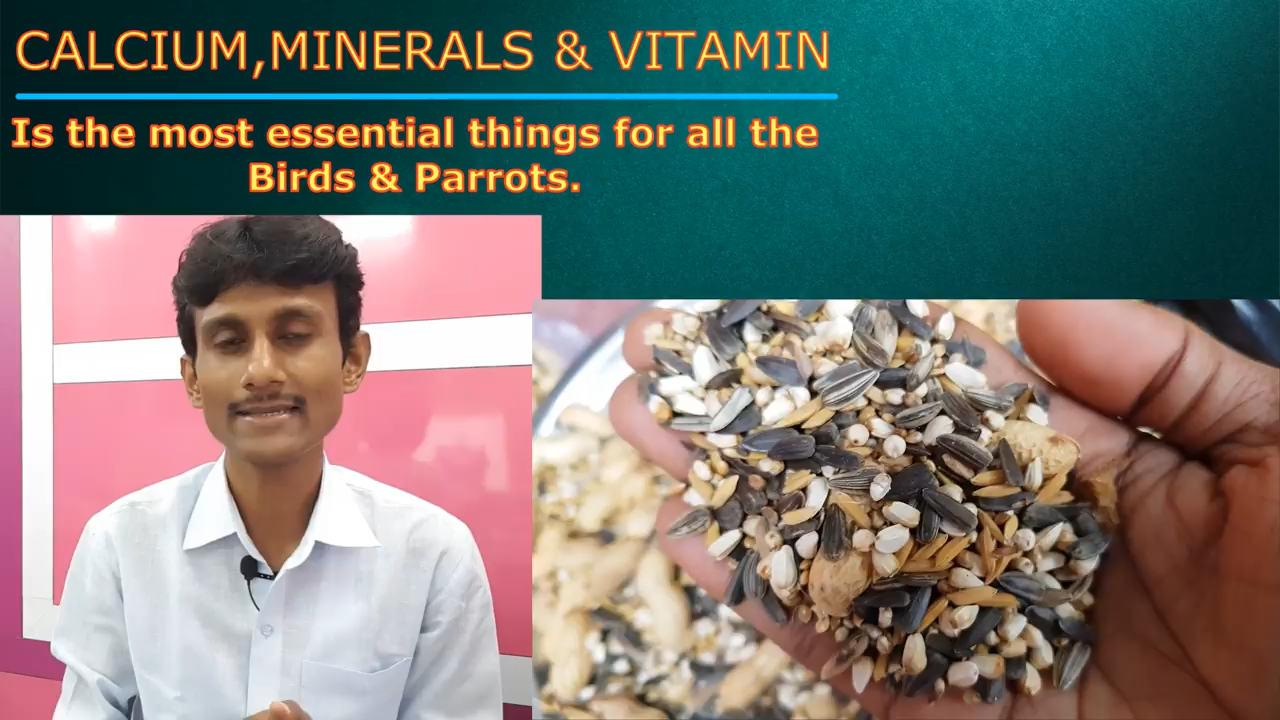 CALCIUM,MINERALS & VITAMIN
Is the most essential things for all the
Birds & Parrots.